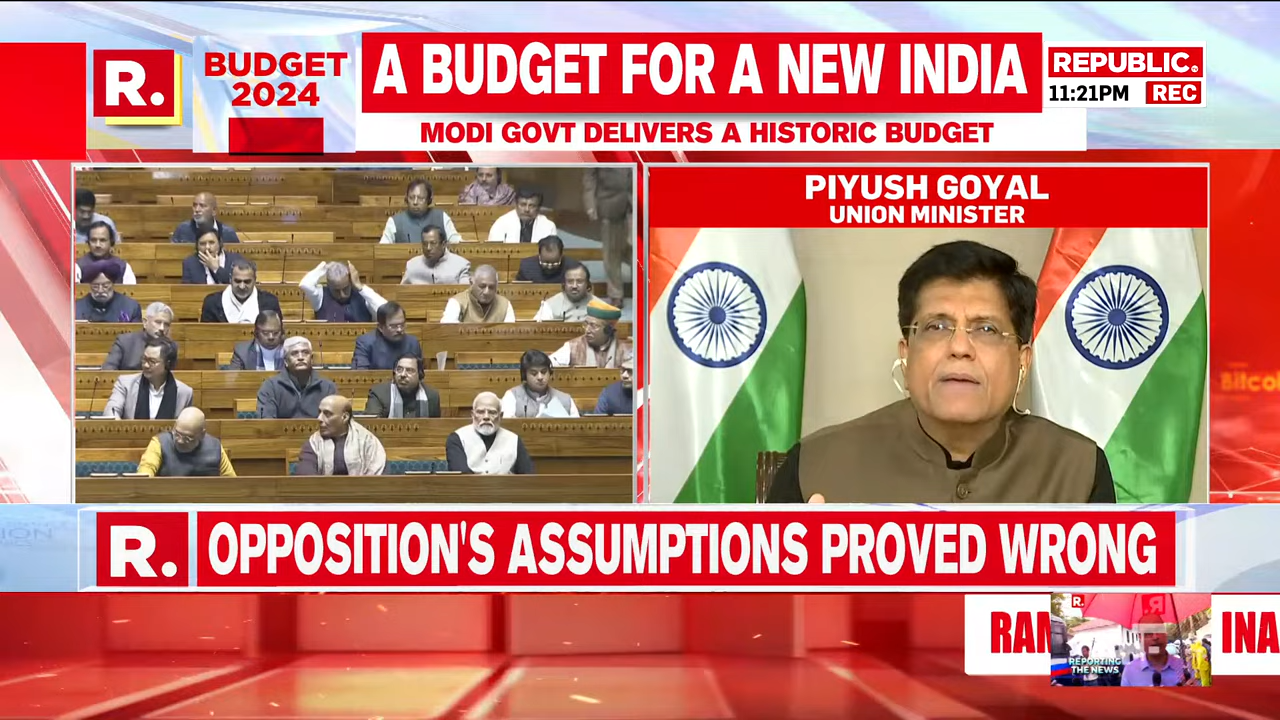 R.
BUDGET
2024
A BUDGET FOR A NEW INDIA
MODI GOVT DELIVERS A HISTORIC BUDGET
REPUBLIC.
11:21PM REC
PIYUSH GOYAL
UNION MINISTER
R.
OPPOSITION'S ASSUMPTIONS PROVED WRONG
R.
REPORTING
THE NEWS